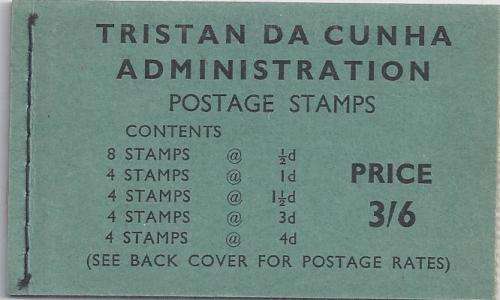 TRISTAN DA CUNHA
ADMINISTRATION
POSTAGE STAMPS
CONTENTS
8 STAMPS @ ½d
4 STAMPS @ 1d
4 STAMPS @ 1½d
4 STAMPS @ 3d
4 STAMPS @ 4d
PRICE
3/6
(SEE BACK COVER FOR POSTAGE RATES)